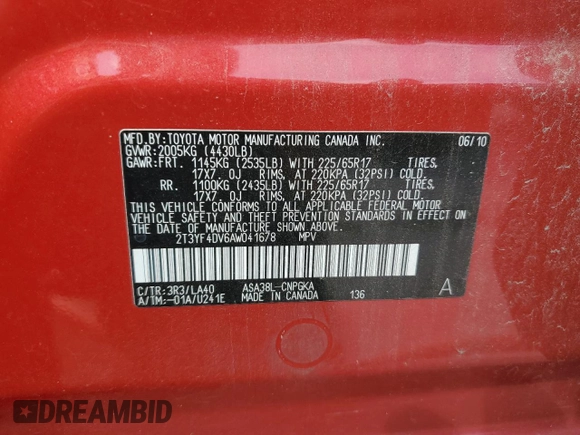 MFD.BY: TOYOTA MOTOR MANUFACTURING CANADA INC. 06/10
GVWR: 2005KG (4430LB)
GAWR: FRT. 1145KG (2535LB) WITH 225/65R17 TIRES,
17X7. OJ RIMS, AT 220KPA (32PSI) COLD.
RR. 1100KG (2435LB) WITH 225/65R17 TIRES,
17X7. OJ RIMS, AT 220KPA (32PSI) COLD.
THIS VEHICLE CONFORMS TO ALL APPLICABLE FEDERAL MOTOR
VEHICLE SAFETY AND THEFT PREVENTION STANDARDS IN EFFECT ON
THE DATE OF MANUFACTURE SHOWN ABOVE.
2T3YF4DV6AW041678 MPV
C/TR: 3R3/LA40 ASA38L-CNPGKA
A/TM: -01A/U241E MADE IN CANADA 136 A
DREAMBID